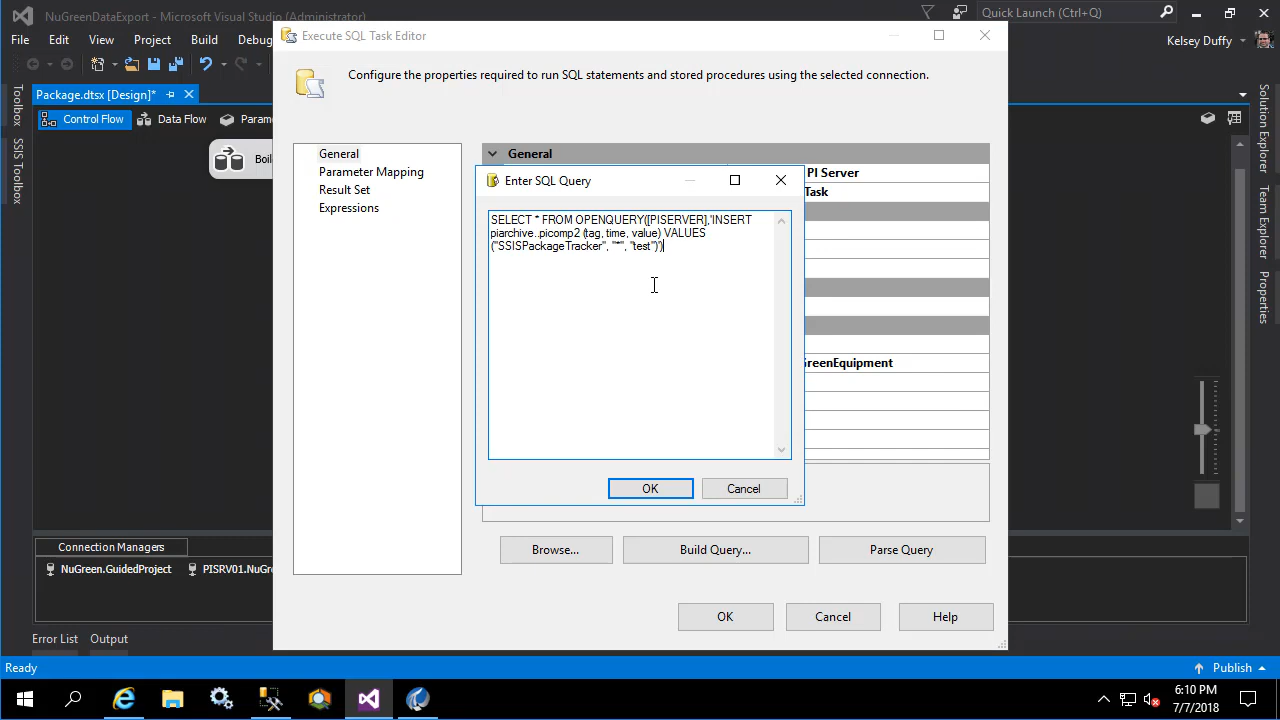 NuGreenDataExport - Microsoft Visual Studio (Administrator)
Quick Launch (Ctrl+Q)
File Edit View Project Build Debug
Kelsey Duffy
Execute SQL Task Editor
Configure the properties required to run SQL statements and stored procedures using the selected connection.
Package.dtsx [Design]*
Control Flow Data Flow Param
Boil
General
Parameter Mapping
Result Set
Expressions
General
PI Server
Task
GreenEquipment
Enter SQL Query
SELECT * FROM OPENQUERY([PISERVER],'INSERT
piarchive..picomp2 (tag, time, value) VALUES
("SSISPackageTracker", "*", "test")')
OK Cancel
Browse... Build Query... Parse Query
OK Cancel Help
Toolbox
SSIS Toolbox
Solution Explorer
Team Explorer
Properties
Connection Managers
NuGreen.GuidedProject PISRV01.NuGre
Error List Output
Ready
Publish
6:10 PM
7/7/2018